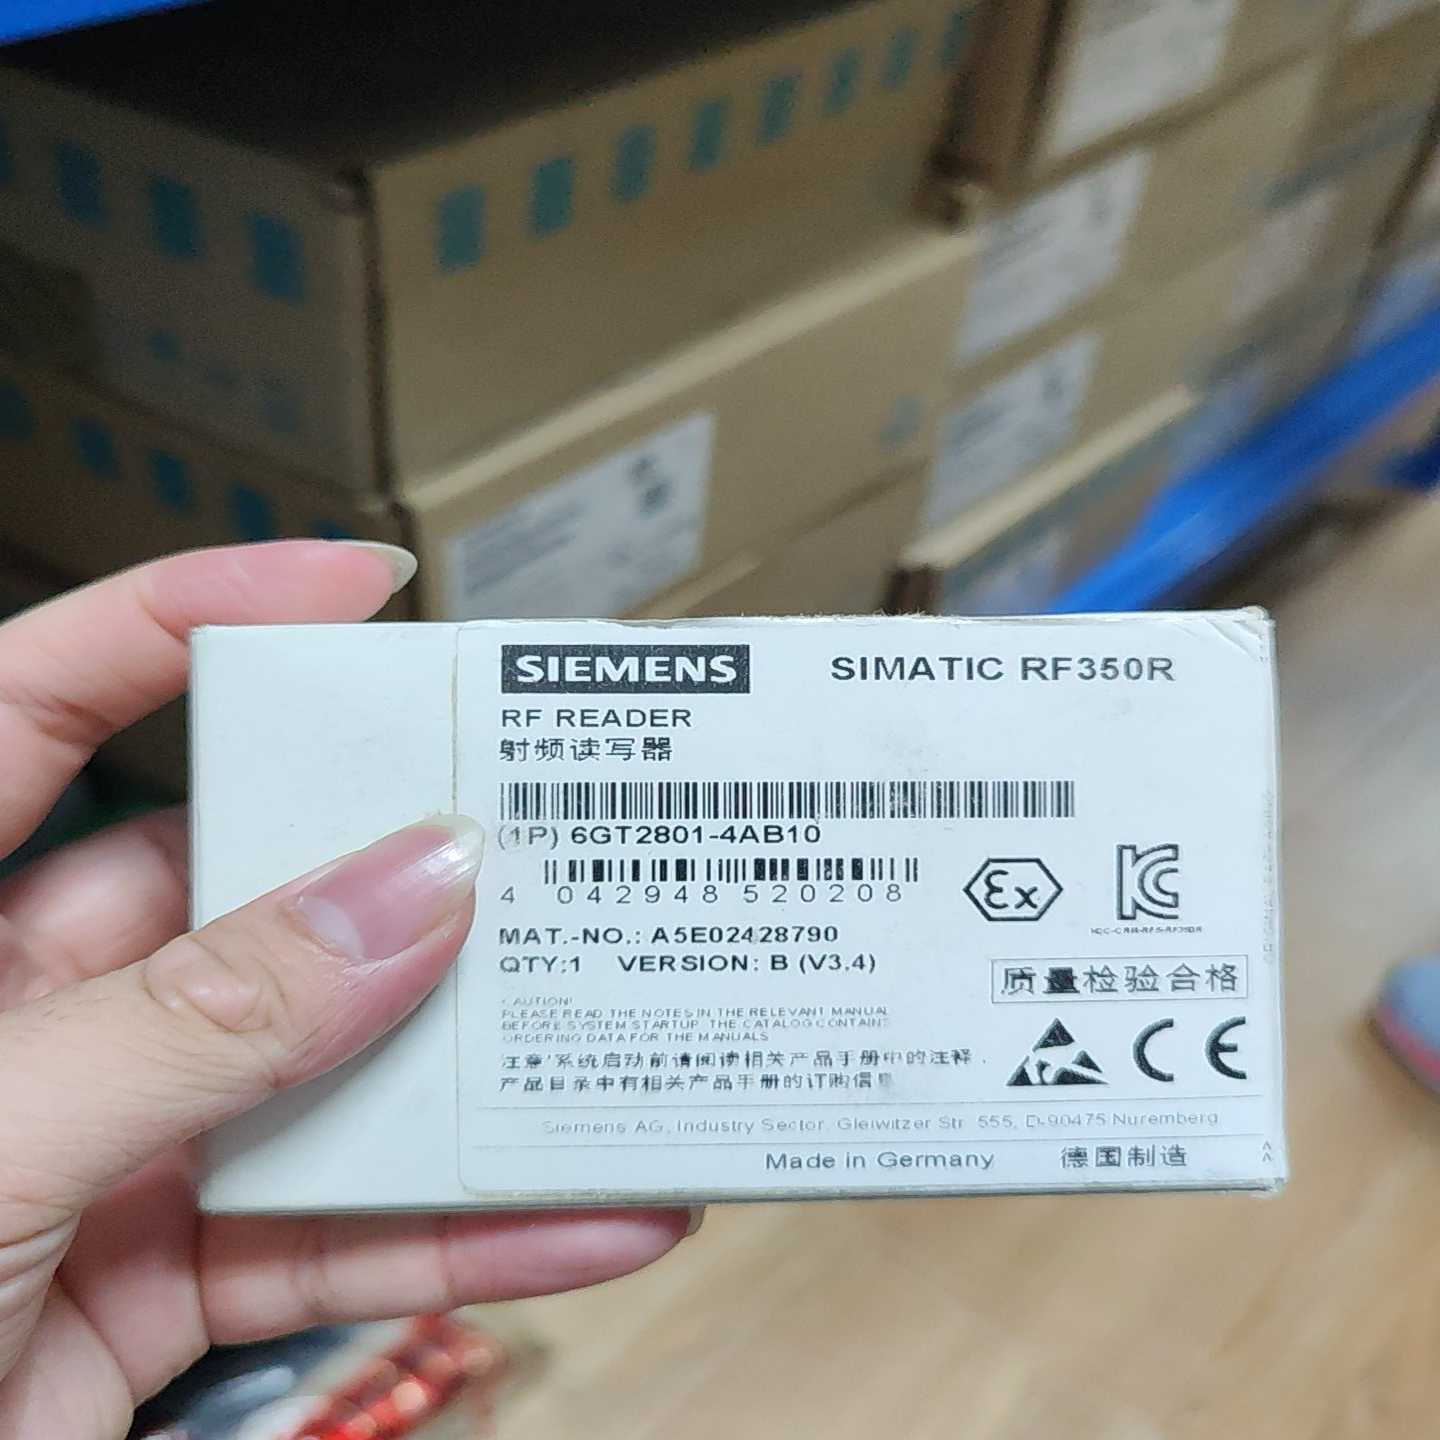 SIEMENS SIMATIC RF350R
RF READER
射频读写器
(1P) 6GT2801-4AB10
4 042948 520208
Ex KC
MAT.-NO.: A5E02428790
QTY:1 VERSION: B (V3.4)
质量检验合格
CAUTION!
PLEASE READ THE NOTES IN THE RELEVANT MANUAL
BEFORE SYSTEM STARTUP. THE CATALOG CONTAINS
ORDERING DATA FOR THE MANUALS
注意!系统启动前请阅读相关产品手册中的注释.
产品目录中有相关产品手册的订购信息
CE
Siemens AG, Industry Sector, Gleiwitzer Str. 555, D-90475 Nuremberg
Made in Germany 德国制造